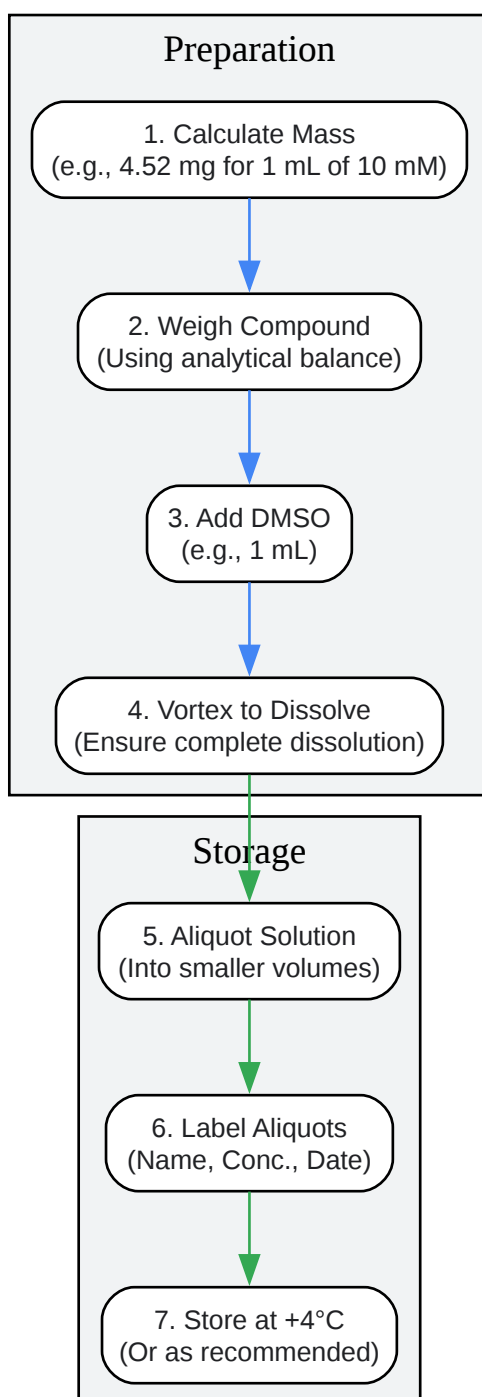 Preparation
1. Calculate Mass
(e.g., 4.52 mg for 1 mL of 10 mM)
2. Weigh Compound
(Using analytical balance)
3. Add DMSO
(e.g., 1 mL)
4. Vortex to Dissolve
(Ensure complete dissolution)
Storage
5. Aliquot Solution
(Into smaller volumes)
6. Label Aliquots
(Name, Conc., Date)
7. Store at +4°C
(Or as recommended)